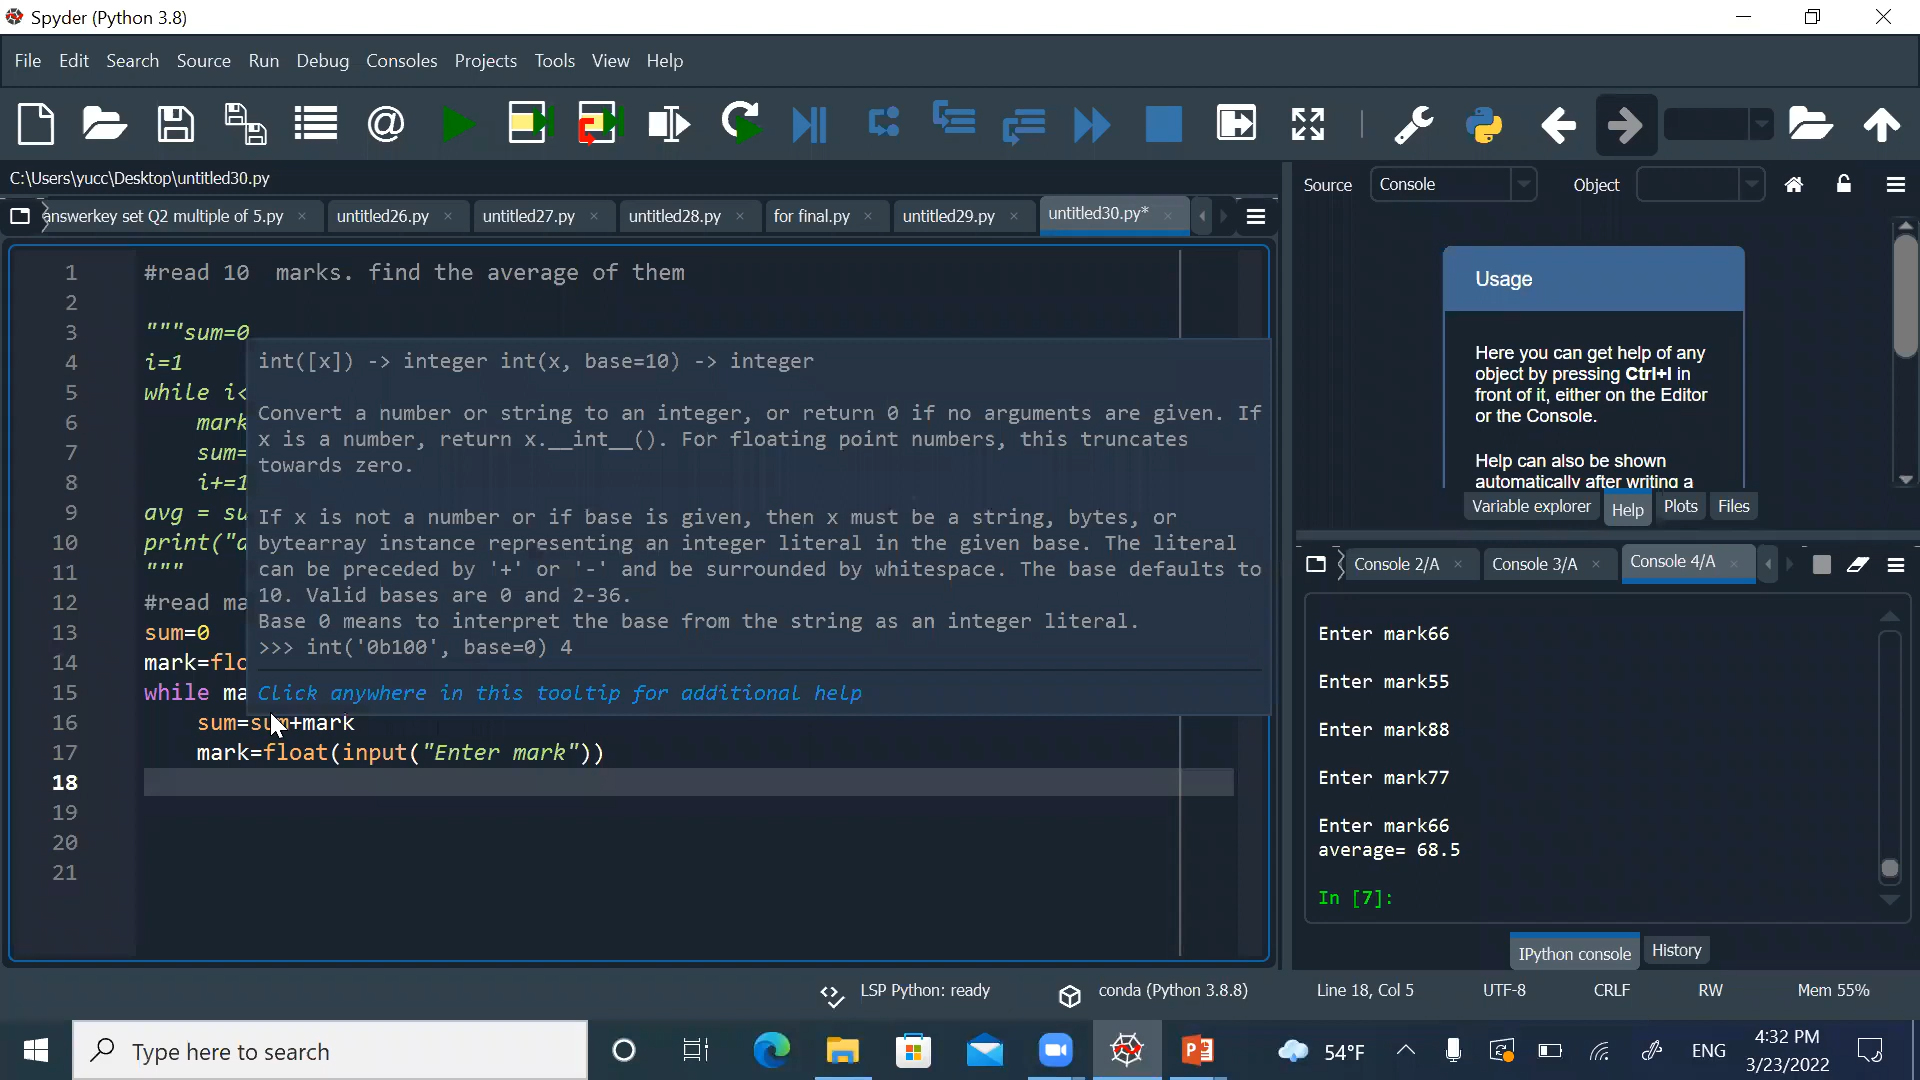 Spyder (Python 3.8)
File Edit Search Source Run Debug Consoles Projects Tools View Help
C:\Users\yucc\Desktop\untitled30.py
answerkey set Q2 multiple of 5.py
untitled26.py
untitled27.py
untitled28.py
for final.py
untitled29.py
untitled30.py*
1 #read 10  marks. find the average of them
2
3 """sum=0
4 i=1
5 while i<
6 mark
7 sum=
8 i+=1
9 avg = su
10 print("a
11 """
12 #read ma
13 sum=0
14 mark=flo
15 while ma
16 sum=sum+mark
17 mark=float(input("Enter mark"))
18
19
20
21
int([x]) -> integer int(x, base=10) -> integer
Convert a number or string to an integer, or return 0 if no arguments are given. If
x is a number, return x.__int__(). For floating point numbers, this truncates
towards zero.
If x is not a number or if base is given, then x must be a string, bytes, or
bytearray instance representing an integer literal in the given base. The literal
can be preceded by '+' or '-' and be surrounded by whitespace. The base defaults to
10. Valid bases are 0 and 2-36.
Base 0 means to interpret the base from the string as an integer literal.
>>> int('0b100', base=0) 4
Click anywhere in this tooltip for additional help
Source Console Object
Usage
Here you can get help of any
object by pressing Ctrl+I in
front of it, either on the Editor
or the Console.
Help can also be shown
automatically after writing a
Variable explorer Help Plots Files
Console 2/A Console 3/A Console 4/A
Enter mark66
Enter mark55
Enter mark88
Enter mark77
Enter mark66
average= 68.5
In [7]:
IPython console History
LSP Python: ready conda (Python 3.8.8) Line 18, Col 5 UTF-8 CRLF RW Mem 55%
Type here to search
54°F
ENG
4:32 PM
3/23/2022